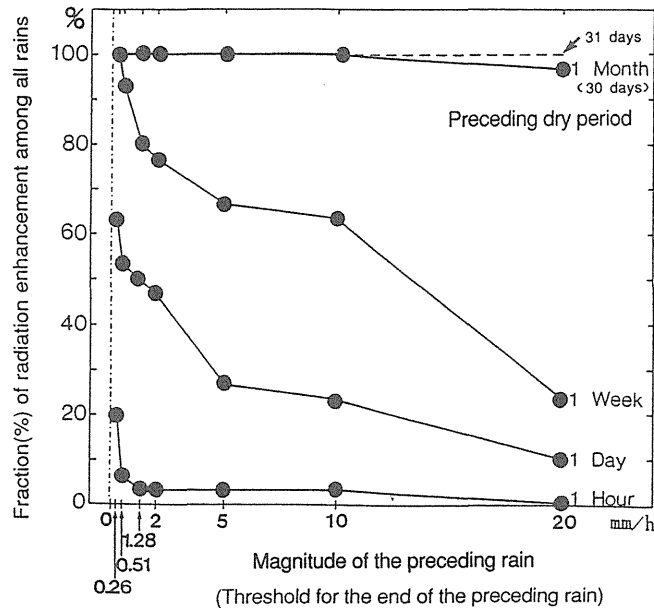 %
100
80
60
40
20
0
Fraction(%) of radiation enhancement among all rains
31 days
1 Month
(30 days)
Preceding dry period
1 Week
1 Day
1 Hour
0 2 5 10 20 mm/h
1.28
0.51
0.26
Magnitude of the preceding rain
(Threshold for the end of the preceding rain)